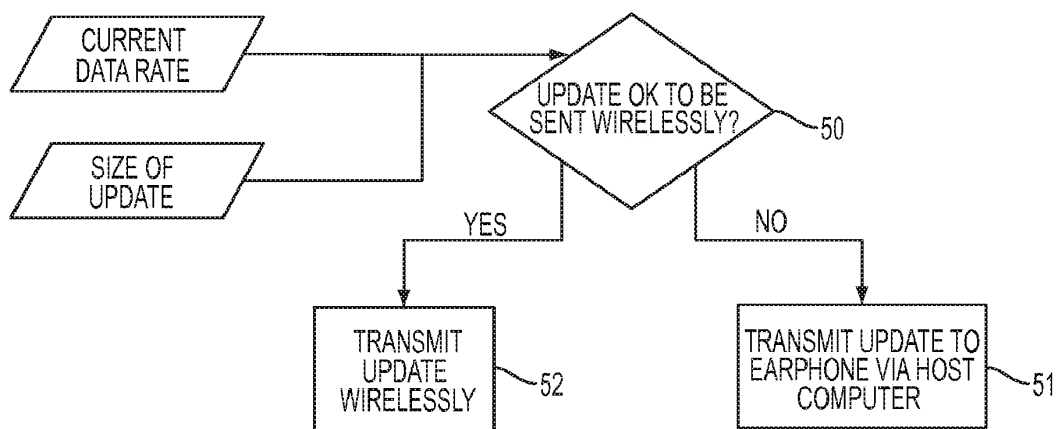 CURRENT
DATA RATE
UPDATE OK TO BE
SENT WIRELESSLY?
50
SIZE OF
UPDATE
YES
NO
TRANSMIT
UPDATE
WIRELESSLY
52
TRANSMIT UPDATE TO
EARPHONE VIA HOST
COMPUTER
51